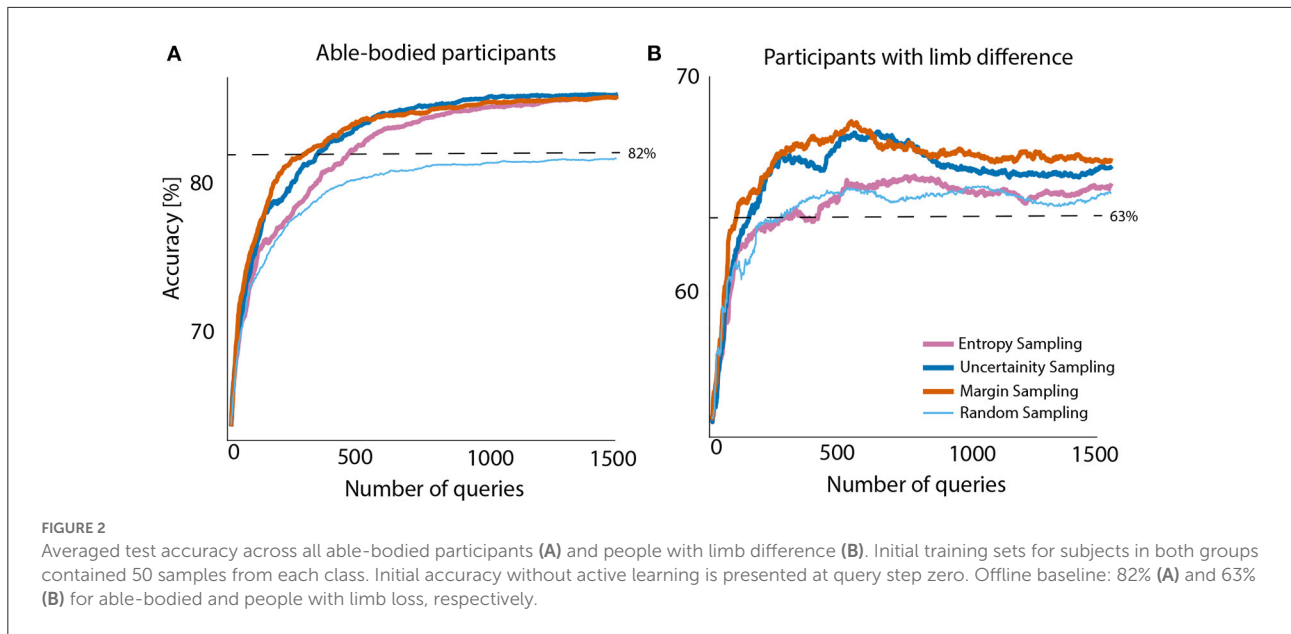 A
Able-bodied participants
Accuracy [%]
80
70
82%
0
500
1000
1500
Number of queries
B
Participants with limb difference
70
60
63%
Entropy Sampling
Uncertainity Sampling
Margin Sampling
Random Sampling
0
500
1000
1500
Number of queries
FIGURE 2
Averaged test accuracy across all able-bodied participants (A) and people with limb difference (B). Initial training sets for subjects in both groups
contained 50 samples from each class. Initial accuracy without active learning is presented at query step zero. Offline baseline: 82% (A) and 63%
(B) for able-bodied and people with limb loss, respectively.